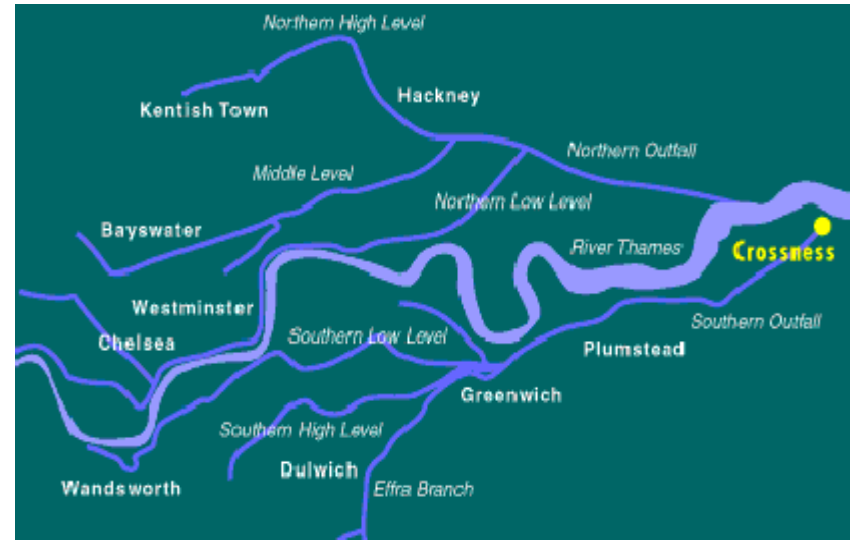 Northern High Level
Hackney
Kentish Town
Northern Outfall
Middle Level
Northern Low Level
Bayswater
River Thames
Crossness
Westminster
Southern Outfall
Chelsea
Southern Low Level
Plumstead
Greenwich
Southern High Level
Dulwich
Effra Branch
Wandsworth